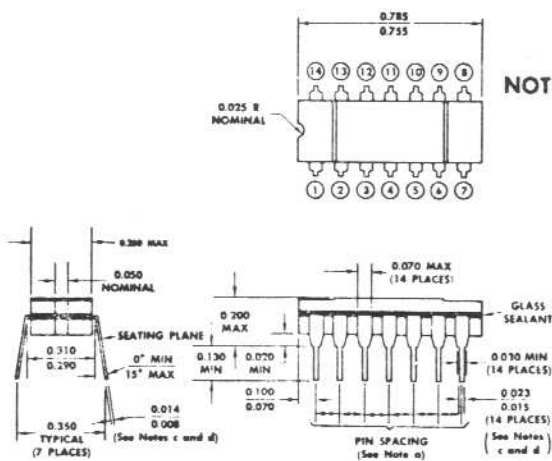 0.785
0.755
14 13 12 11 10 9 8
NOT
0.025 R
NOMINAL
1 2 3 4 5 6 7
0.280 MAX
0.050
NOMINAL
0.070 MAX
(14 PLACES)
0.200
MAX
GLASS
SEALANT
SEATING PLANE
0.310
0.290
0° MIN
15° MAX
0.130
MIN
0.020
MIN
0.030 MIN
(14 PLACES)
0.100
0.070
0.023
0.015
(14 PLACES)
(See Notes
c and d)
0.350
TYPICAL
(7 PLACES)
0.014
0.008
(See Notes c and d)
PIN SPACING
(See Note a)